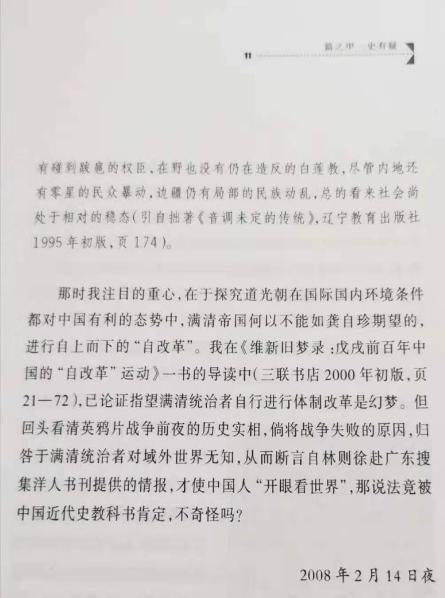 篇之甲 史有疑
11
有碰到跋扈的权臣,在野也没有仍在造反的白莲教,尽管内地还
有零星的民众暴动,边疆仍有局部的民族动乱,总的看来社会尚
处于相对的稳态(引自拙著《音调未定的传统》,辽宁教育出版社
1995年初版,页174)。
那时我注目的重心,在于探究道光朝在国际国内环境条件
都对中国有利的态势中,满清帝国何以不能如龚自珍期望的,
进行自上而下的“自改革”。我在《维新旧梦录:戊戌前百年中
国的“自改革”运动》一书的导读中(三联书店2000年初版,页
21—72),已论证指望满清统治者自行进行体制改革是幻梦。但
回头看清英鸦片战争前夜的历史实相,倘将战争失败的原因,归
咎于满清统治者对域外世界无知,从而断言自林则徐赴广东搜
集洋人书刊提供的情报,才使中国人“开眼看世界”,那说法竟被
中国近代史教科书肯定,不奇怪吗?
2008年2月14日夜